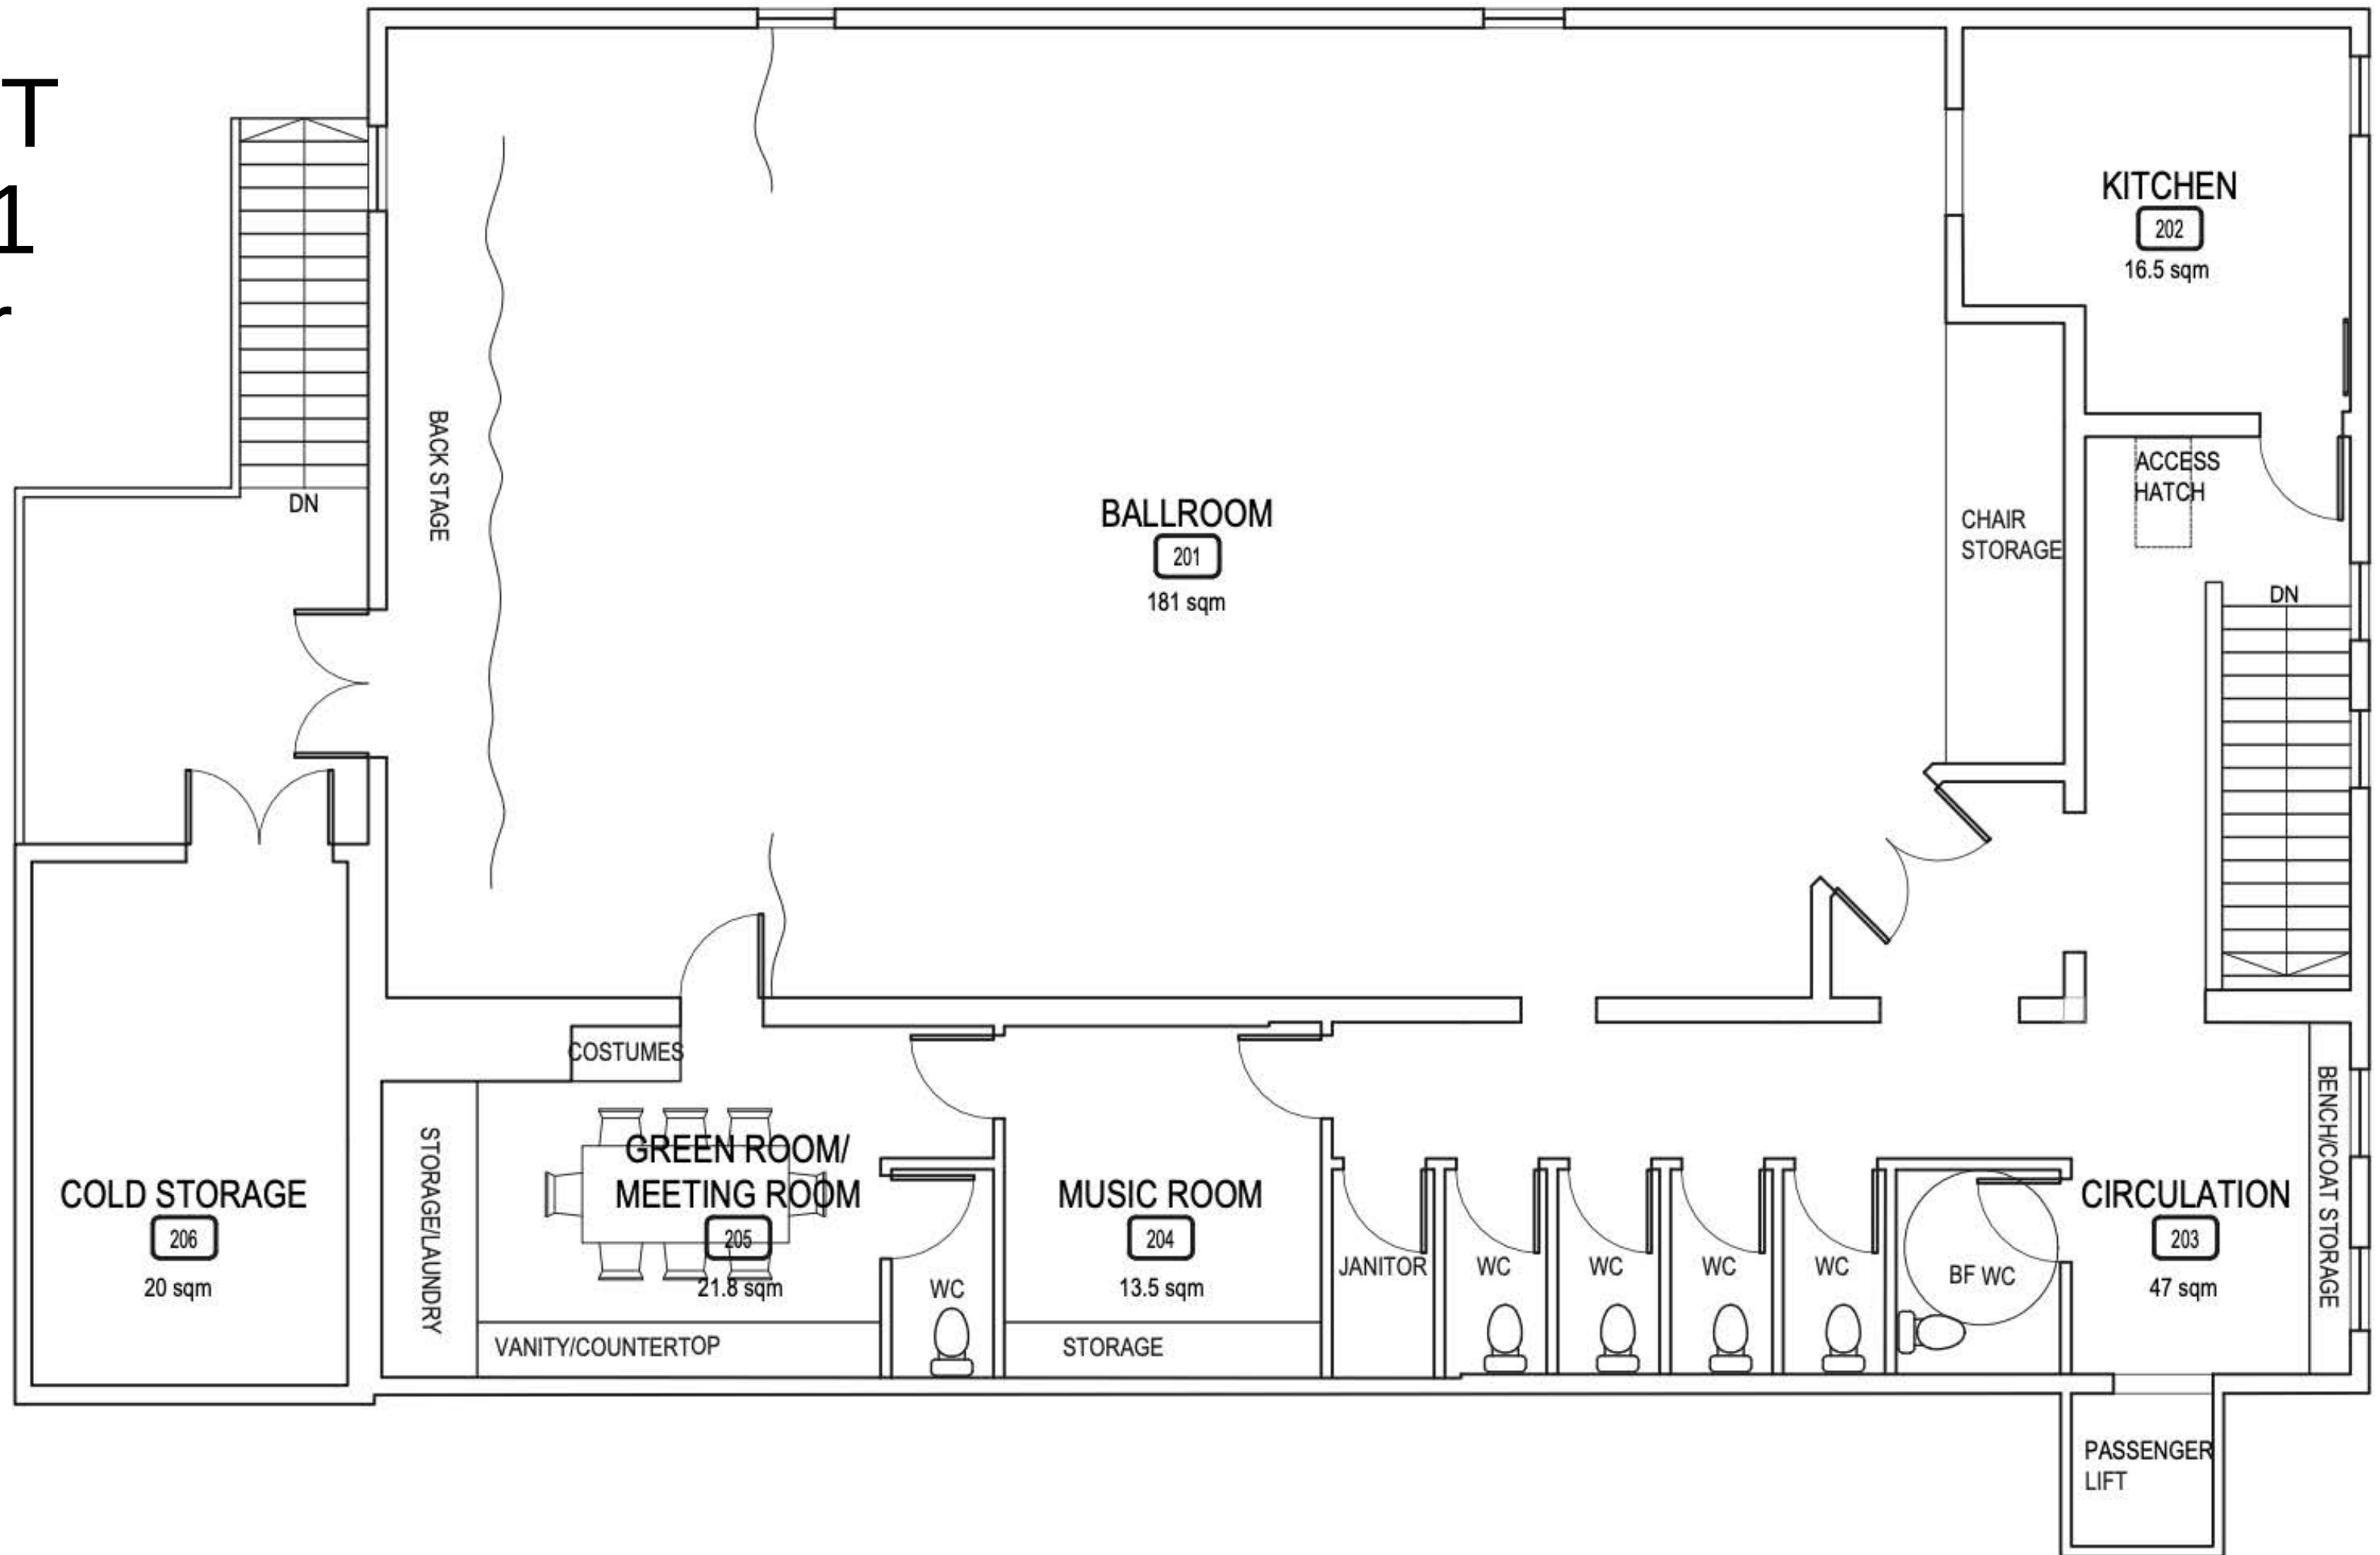 T
1
r
KITCHEN
202
16.5 sqm
DN
BACK STAGE
BALLROOM
201
181 sqm
CHAIR
STORAGE
ACCESS
HATCH
DN
COSTUMES
STORAGE/LAUNDRY
GREEN ROOM/
MEETING ROOM
205
21.8 sqm
VANITY/COUNTERTOP
WC
COLD STORAGE
206
20 sqm
MUSIC ROOM
204
13.5 sqm
STORAGE
JANITOR
WC
WC
WC
WC
BF WC
CIRCULATION
203
47 sqm
BENCH/COAT STORAGE
PASSENGER
LIFT